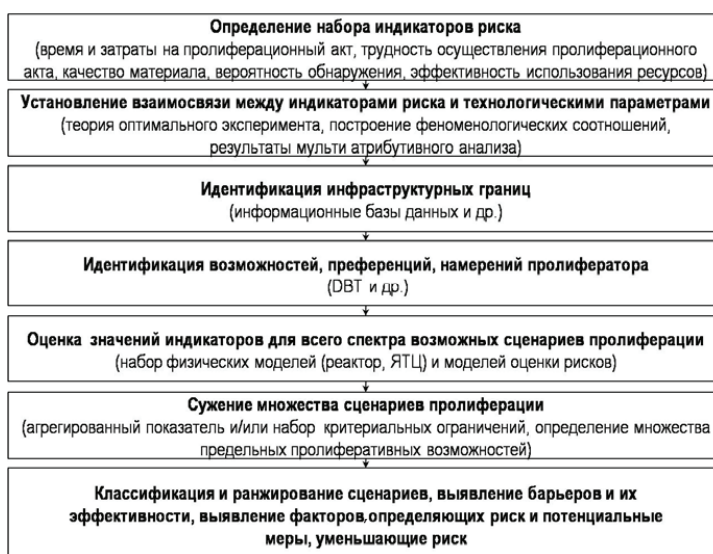 Определение набора индикаторов риска
(время и затраты на пролиферационный акт, трудность осуществления пролиферационного
акта, качество материала, вероятность обнаружения, эффективность использования ресурсов)
Установление взаимосвязи между индикаторами риска и технологическими параметрами
(теория оптимального эксперимента, построение феноменологических соотношений,
результаты мульти атрибутивного анализа)
Идентификация инфраструктурных границ
(информационные базы данных и др.)
Идентификация возможностей, преференций, намерений пролифератора
(DBT и др.)
Оценка значений индикаторов для всего спектра возможных сценариев пролиферации
(набор физических моделей (реактор, ЯТЦ) и моделей оценки рисков)
Сужение множества сценариев пролиферации
(агрегированный показатель и/или набор критериальных ограничений, определение множества
предельных пролиферативных возможностей)
Классификация и ранжирование сценариев, выявление барьеров и их
эффективности, выявление факторов,определяющих риск и потенциальные
меры, уменьшающие риск